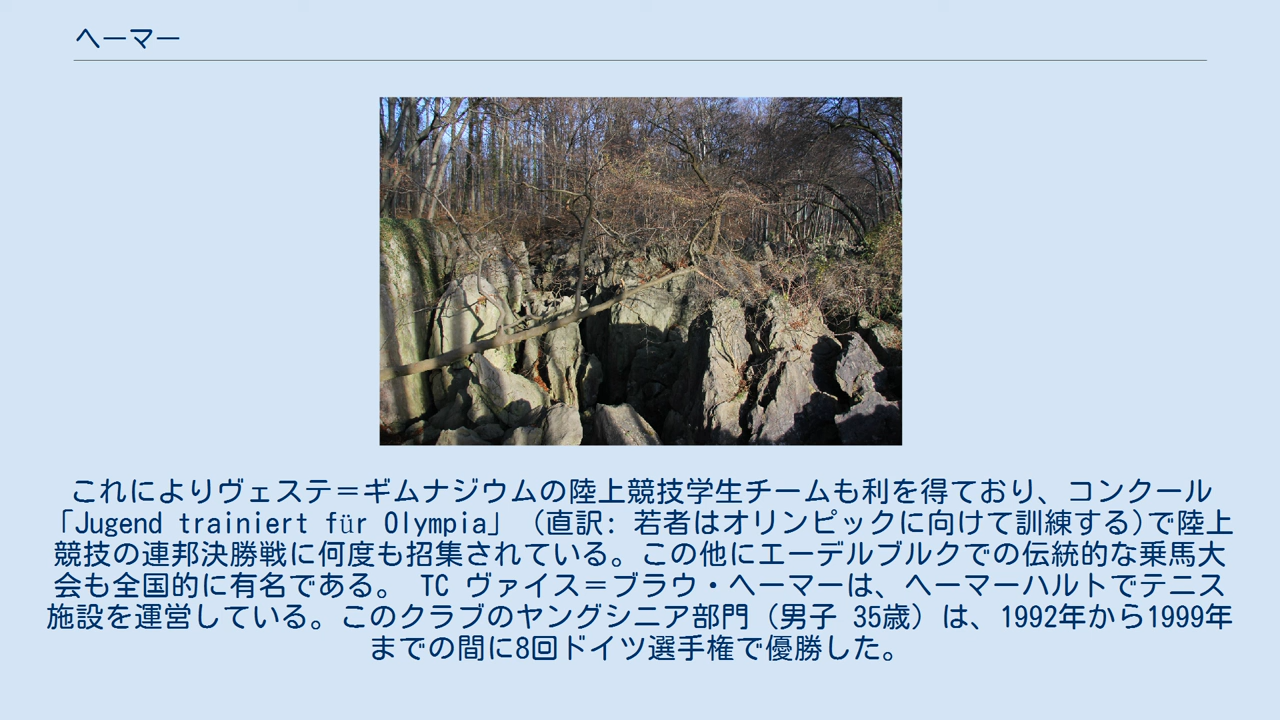 ヘーマー
これによりヴェステ＝ギムナジウムの陸上競技学生チームも利を得ており、コンクール
「Jugend trainiert für Olympia」 (直訳: 若者はオリンピックに向けて訓練する)で陸上
競技の連邦決勝戦に何度も招集されている。この他にエーデルブルクでの伝統的な乗馬大
会も全国的に有名である。 TC ヴァイス＝ブラウ・ヘーマーは、ヘーマーハルトでテニス
施設を運営している。このクラブのヤングシニア部門（男子 35歳）は、1992年から1999年
までの間に8回ドイツ選手権で優勝した。